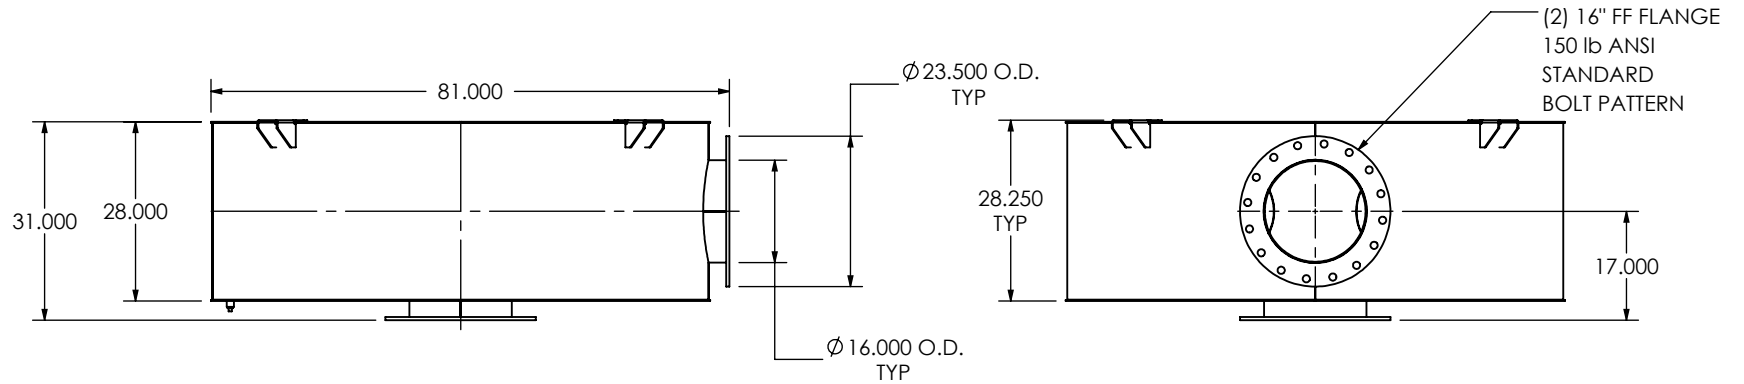 (2) 16" FF FLANGE
150 lb ANSI
STANDARD
BOLT PATTERN
81.000
Ø23.500 O.D.
TYP
31.000
28.000
28.250
TYP
17.000
Ø16.000 O.D.
TYP